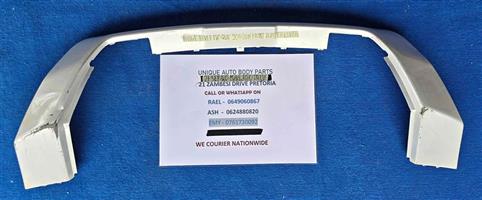 UNIQUE AUTO BODY PARTS
21 ZAMBESI DRIVE PRETORIA
CALL OR WHATSAPP ON
RAEL - 0649060867
ASH - 0624880820
0761730092
WE COURIER NATIONWIDE